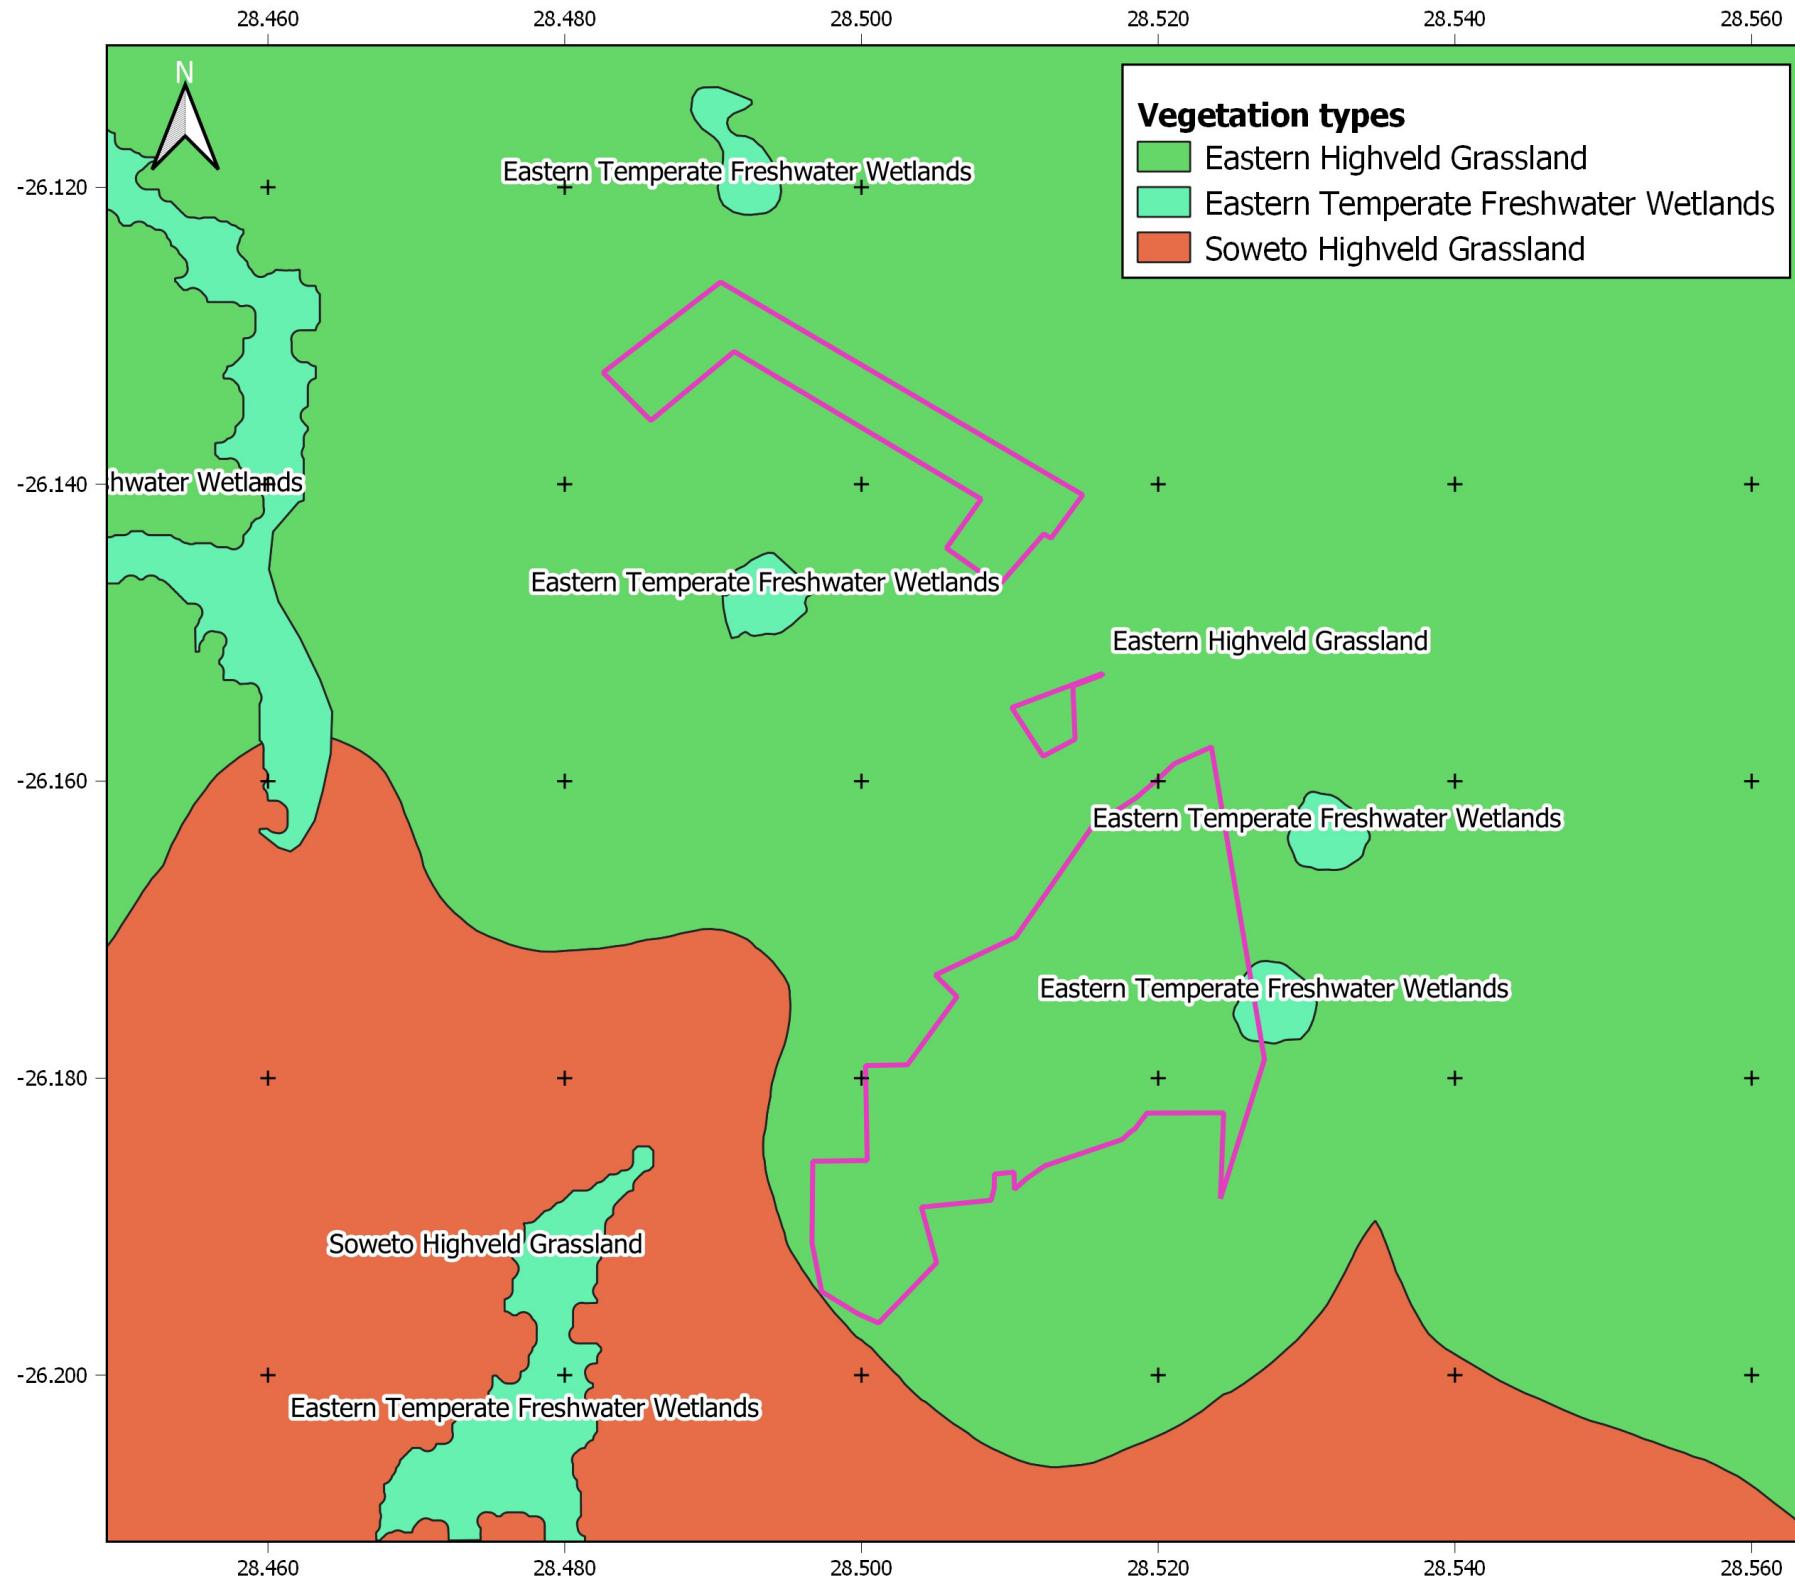 28.460 28.480 28.500 28.520 28.540 28.560
N
Vegetation types
Eastern Highveld Grassland
Eastern Temperate Freshwater Wetlands
Soweto Highveld Grassland
Eastern Temperate Freshwater Wetlands
-26.120
-26.140
hwater Wetlands
Eastern Temperate Freshwater Wetlands
Eastern Highveld Grassland
-26.160
Eastern Temperate Freshwater Wetlands
Eastern Temperate Freshwater Wetlands
-26.180
Soweto Highveld Grassland
-26.200
Eastern Temperate Freshwater Wetlands
28.460 28.480 28.500 28.520 28.540 28.560